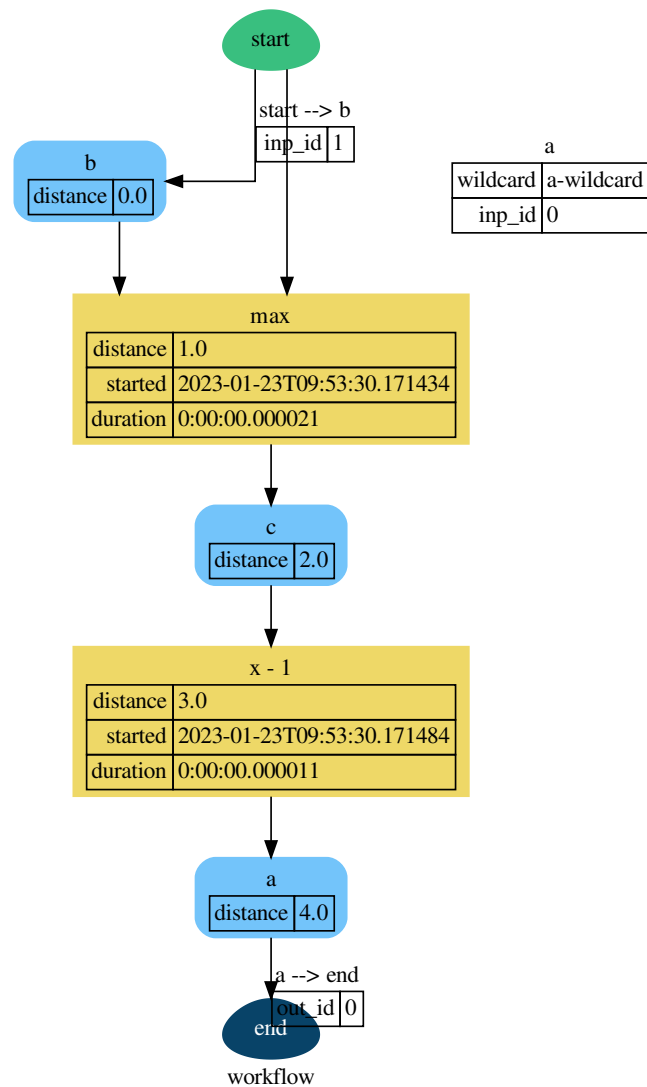 start
start --> b
inp_id 1
b
distance 0.0
a
wildcard a-wildcard
inp_id 0
max
distance 1.0
started 2023-01-23T09:53:30.171434
duration 0:00:00.000021
c
distance 2.0
x - 1
distance 3.0
started 2023-01-23T09:53:30.171484
duration 0:00:00.000011
a
distance 4.0
a --> end
out_id 0
end
workflow